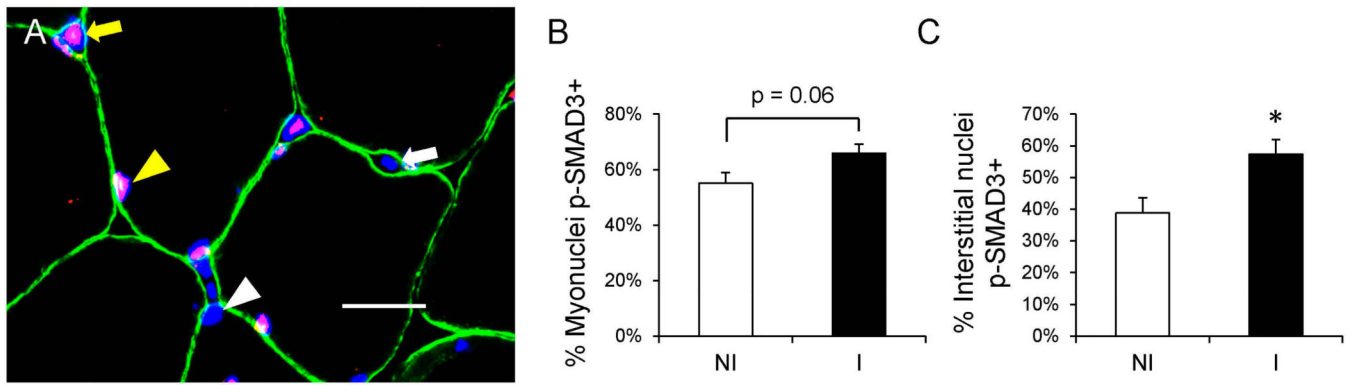 A
B
% Myonuclei p-SMAD3+
p = 0.06
80%
60%
40%
20%
0%
NI
I
C
% Interstitial nuclei
p-SMAD3+
*
70%
60%
50%
40%
30%
20%
10%
0%
NI
I